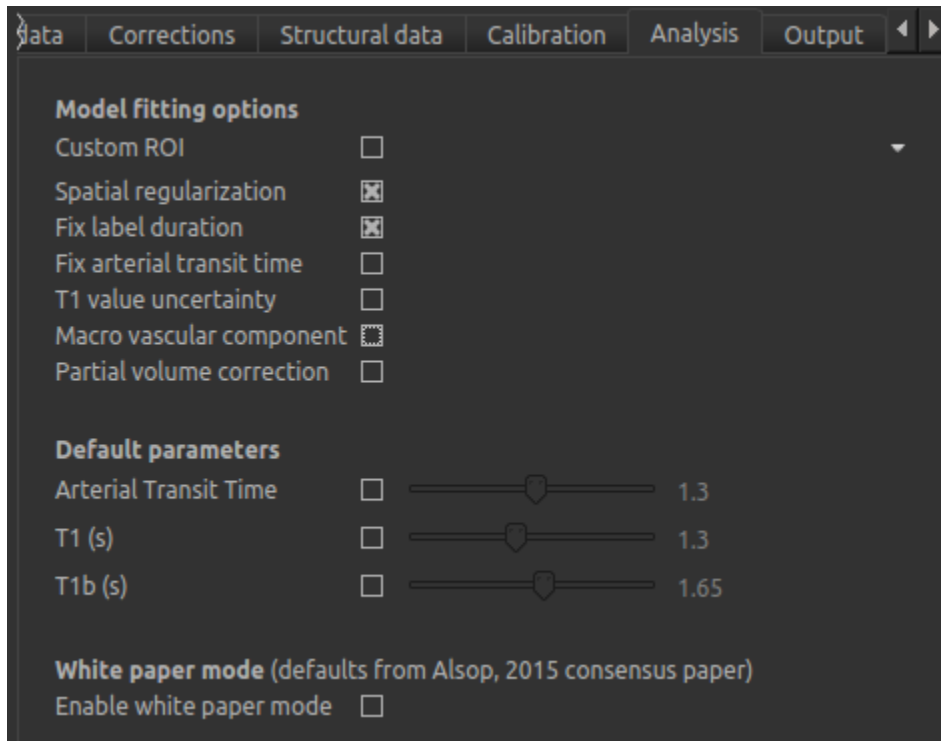 data Corrections Structural data Calibration Analysis Output
Model fitting options
Custom ROI
Spatial regularization
Fix label duration
Fix arterial transit time
T1 value uncertainty
Macro vascular component
Partial volume correction
Default parameters
Arterial Transit Time 1.3
T1 (s) 1.3
T1b (s) 1.65
White paper mode (defaults from Alsop, 2015 consensus paper)
Enable white paper mode